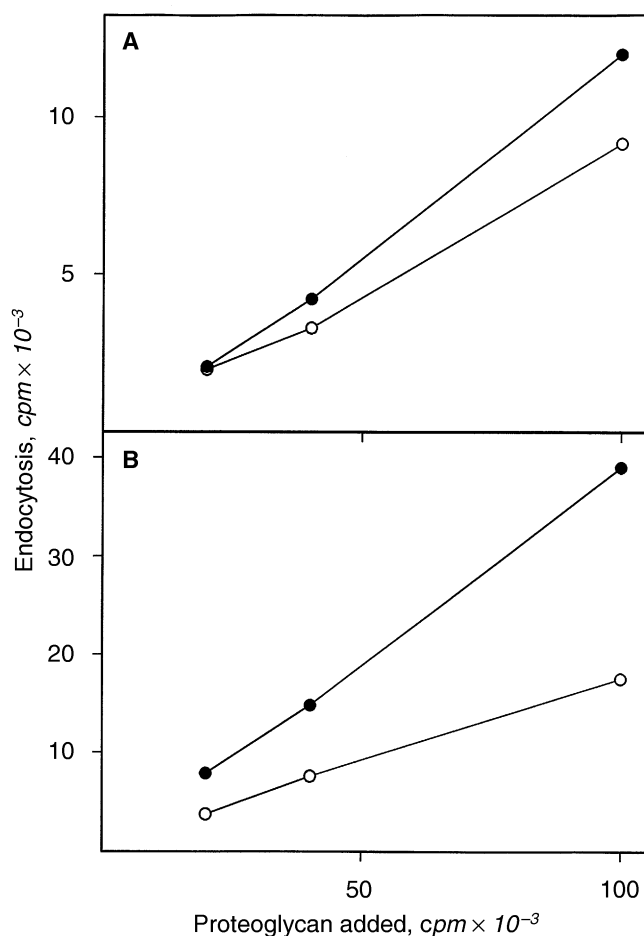 A
10
5
Endocytosis, cpm × 10⁻³
B
40
30
20
10
50 100
Proteoglycan added, cpm × 10⁻³